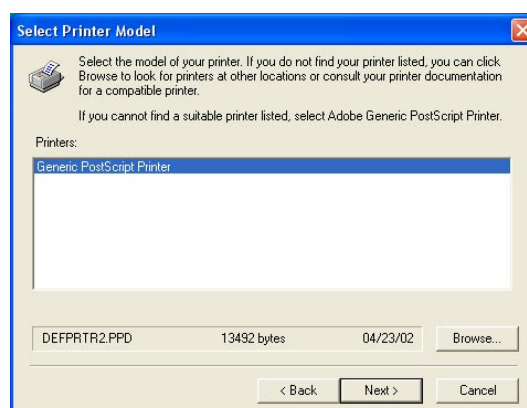 Select Printer Model
Select the model of your printer. If you do not find your printer listed, you can click
Browse to look for printers at other locations or consult your printer documentation
for a compatible printer.
If you cannot find a suitable printer listed, select Adobe Generic PostScript Printer.
Printers:
Generic PostScript Printer
DEFPRTR2.PPD 13492 bytes 04/23/02 Browse...
< Back Next > Cancel